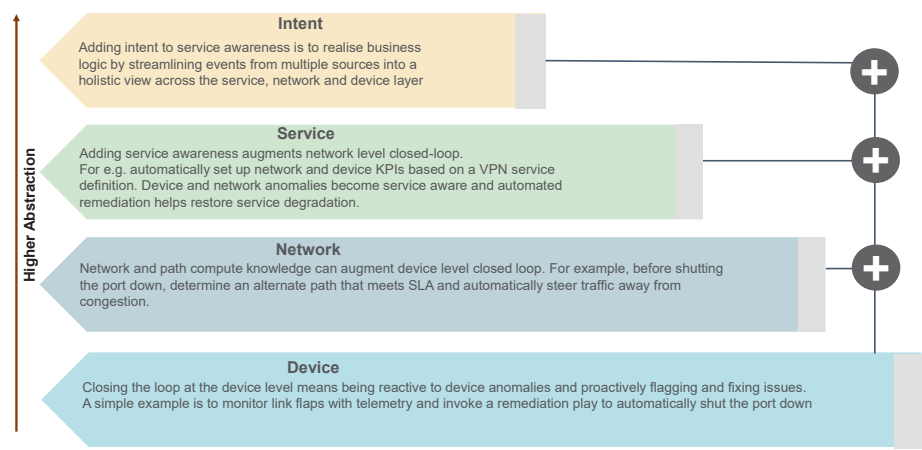 Intent
Adding intent to service awareness is to realise business
logic by streamlining events from multiple sources into a
holistic view across the service, network and device layer
Service
Adding service awareness augments network level closed-loop.
For e.g. automatically set up network and device KPIs based on a VPN service
definition. Device and network anomalies become service aware and automated
remediation helps restore service degradation.
Higher Abstraction
Network
Network and path compute knowledge can augment device level closed loop. For example, before shutting
the port down, determine an alternate path that meets SLA and automatically steer traffic away from
congestion.
Device
Closing the loop at the device level means being reactive to device anomalies and proactively flagging and fixing issues.
A simple example is to monitor link flaps with telemetry and invoke a remediation play to automatically shut the port down